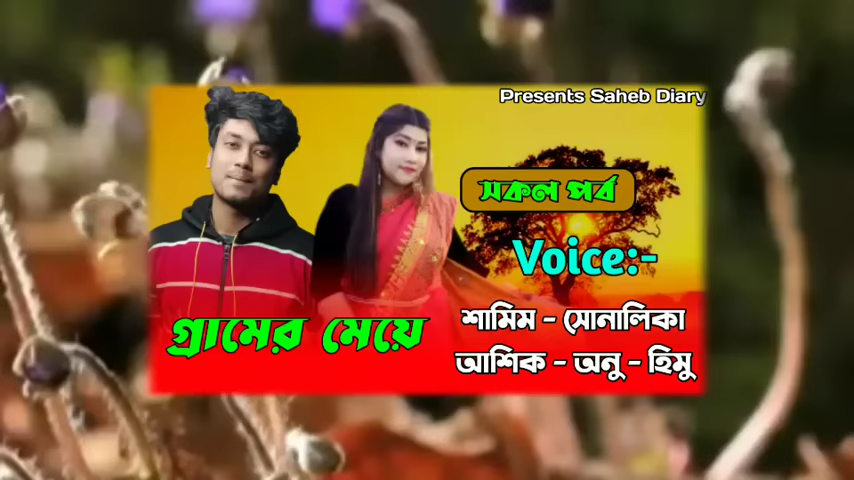 Presents Saheb Diary
সকল পর্ব
Voice:-
শামিম - সোনালিকা
গ্রামের মেয়ে
আশিক - অনু - হিমু